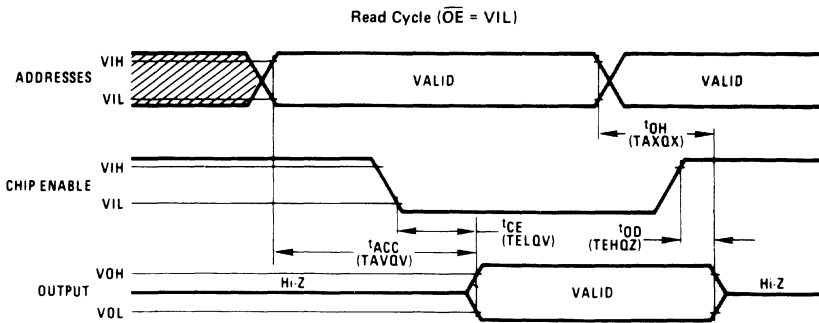 Read Cycle (OE = VIL)
VIH
ADDRESSES
VALID
VALID
VIL
tOH
(TAXQX)
VIH
CHIP ENABLE
VIL
tCE
(TELQV)
tOD
(TEHQZ)
tACC
(TAVQV)
VOH
OUTPUT
Hi-Z
VALID
Hi-Z
VOL